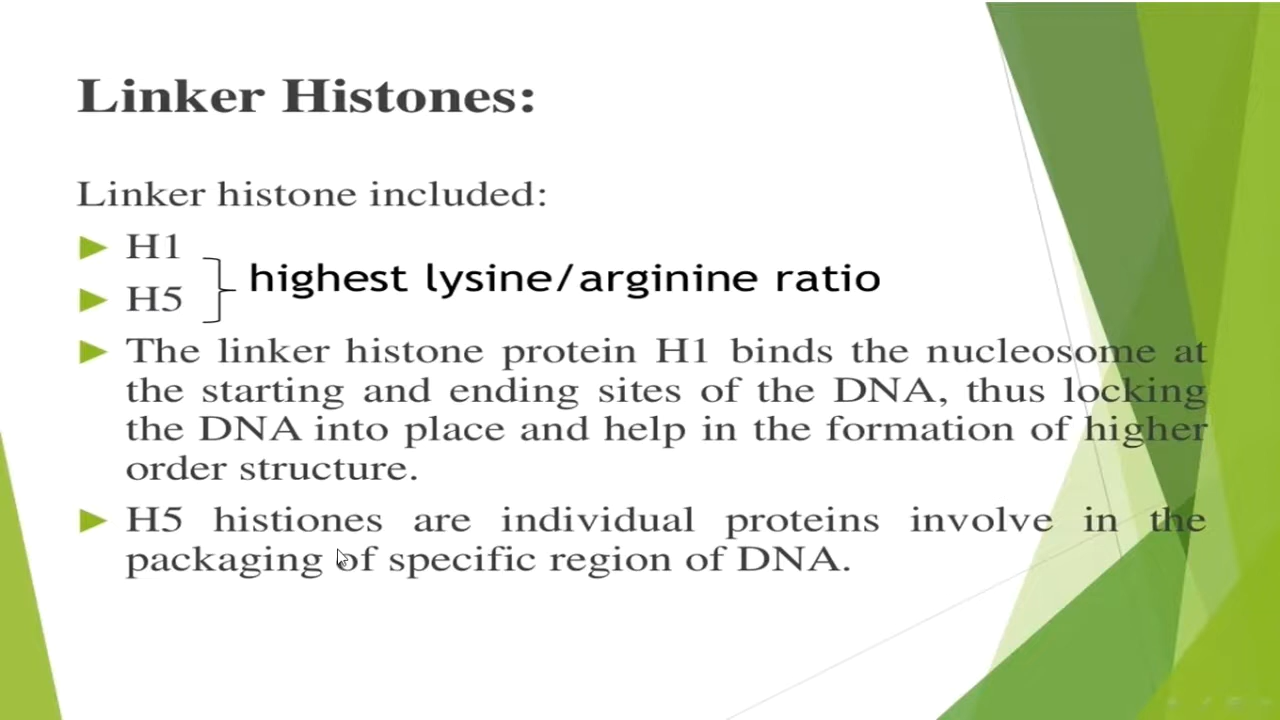 Linker Histones:
Linker histone included:
H1
highest lysine/arginine ratio
H5
The linker histone protein H1 binds the nucleosome at
the starting and ending sites of the DNA, thus locking
the DNA into place and help in the formation of higher
order structure.
H5 histiones are individual proteins involve in the
packaging of specific region of DNA.